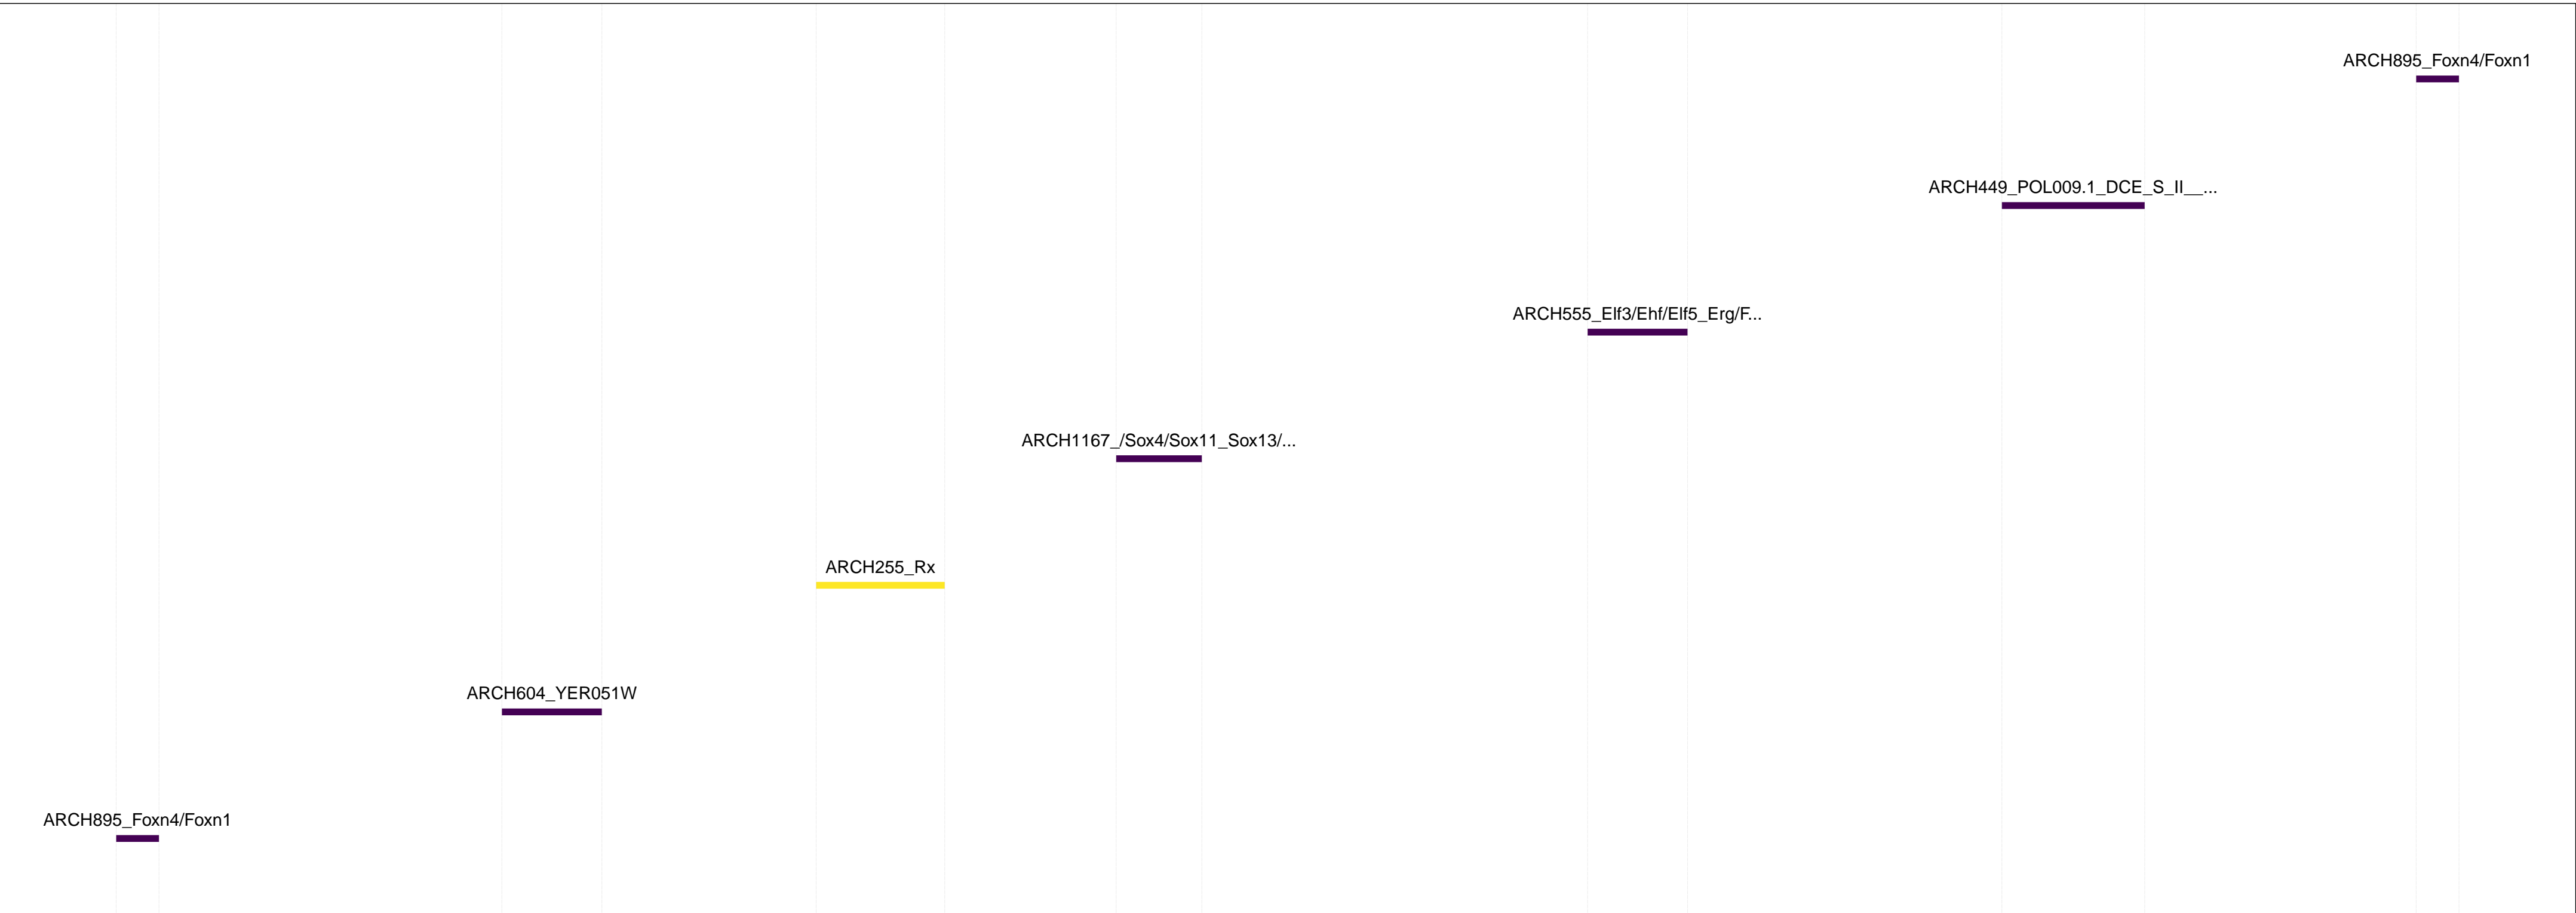 ARCH895_Foxn4/Foxn1
ARCH449_POL009.1_DCE_S_II__...
ARCH555_Elf3/Ehf/Elf5_Erg/F...
ARCH1167_/Sox4/Sox11_Sox13/...
ARCH255_Rx
ARCH604_YER051W
ARCH895_Foxn4/Foxn1